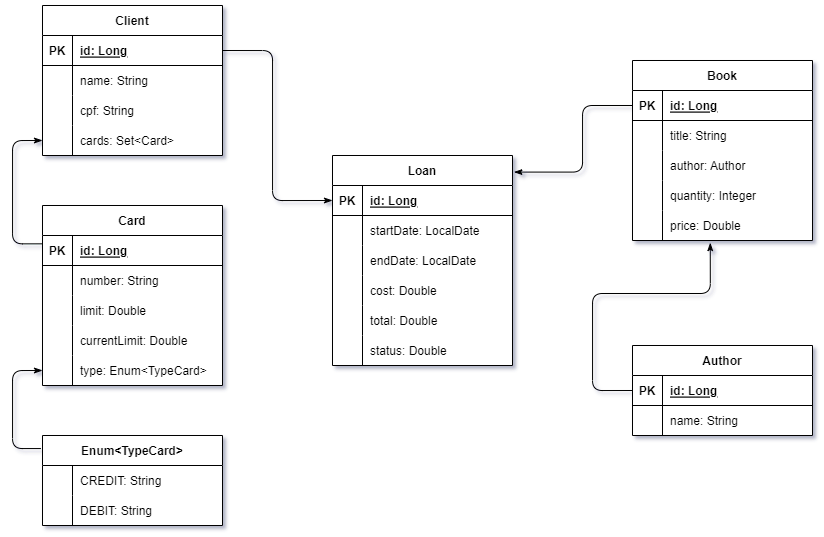 Client
PK id: Long
name: String
cpf: String
cards: Set<Card>
Card
PK id: Long
number: String
limit: Double
currentLimit: Double
type: Enum<TypeCard>
Enum<TypeCard>
CREDIT: String
DEBIT: String
Loan
PK id: Long
startDate: LocalDate
endDate: LocalDate
cost: Double
total: Double
status: Double
Book
PK id: Long
title: String
author: Author
quantity: Integer
price: Double
Author
PK id: Long
name: String